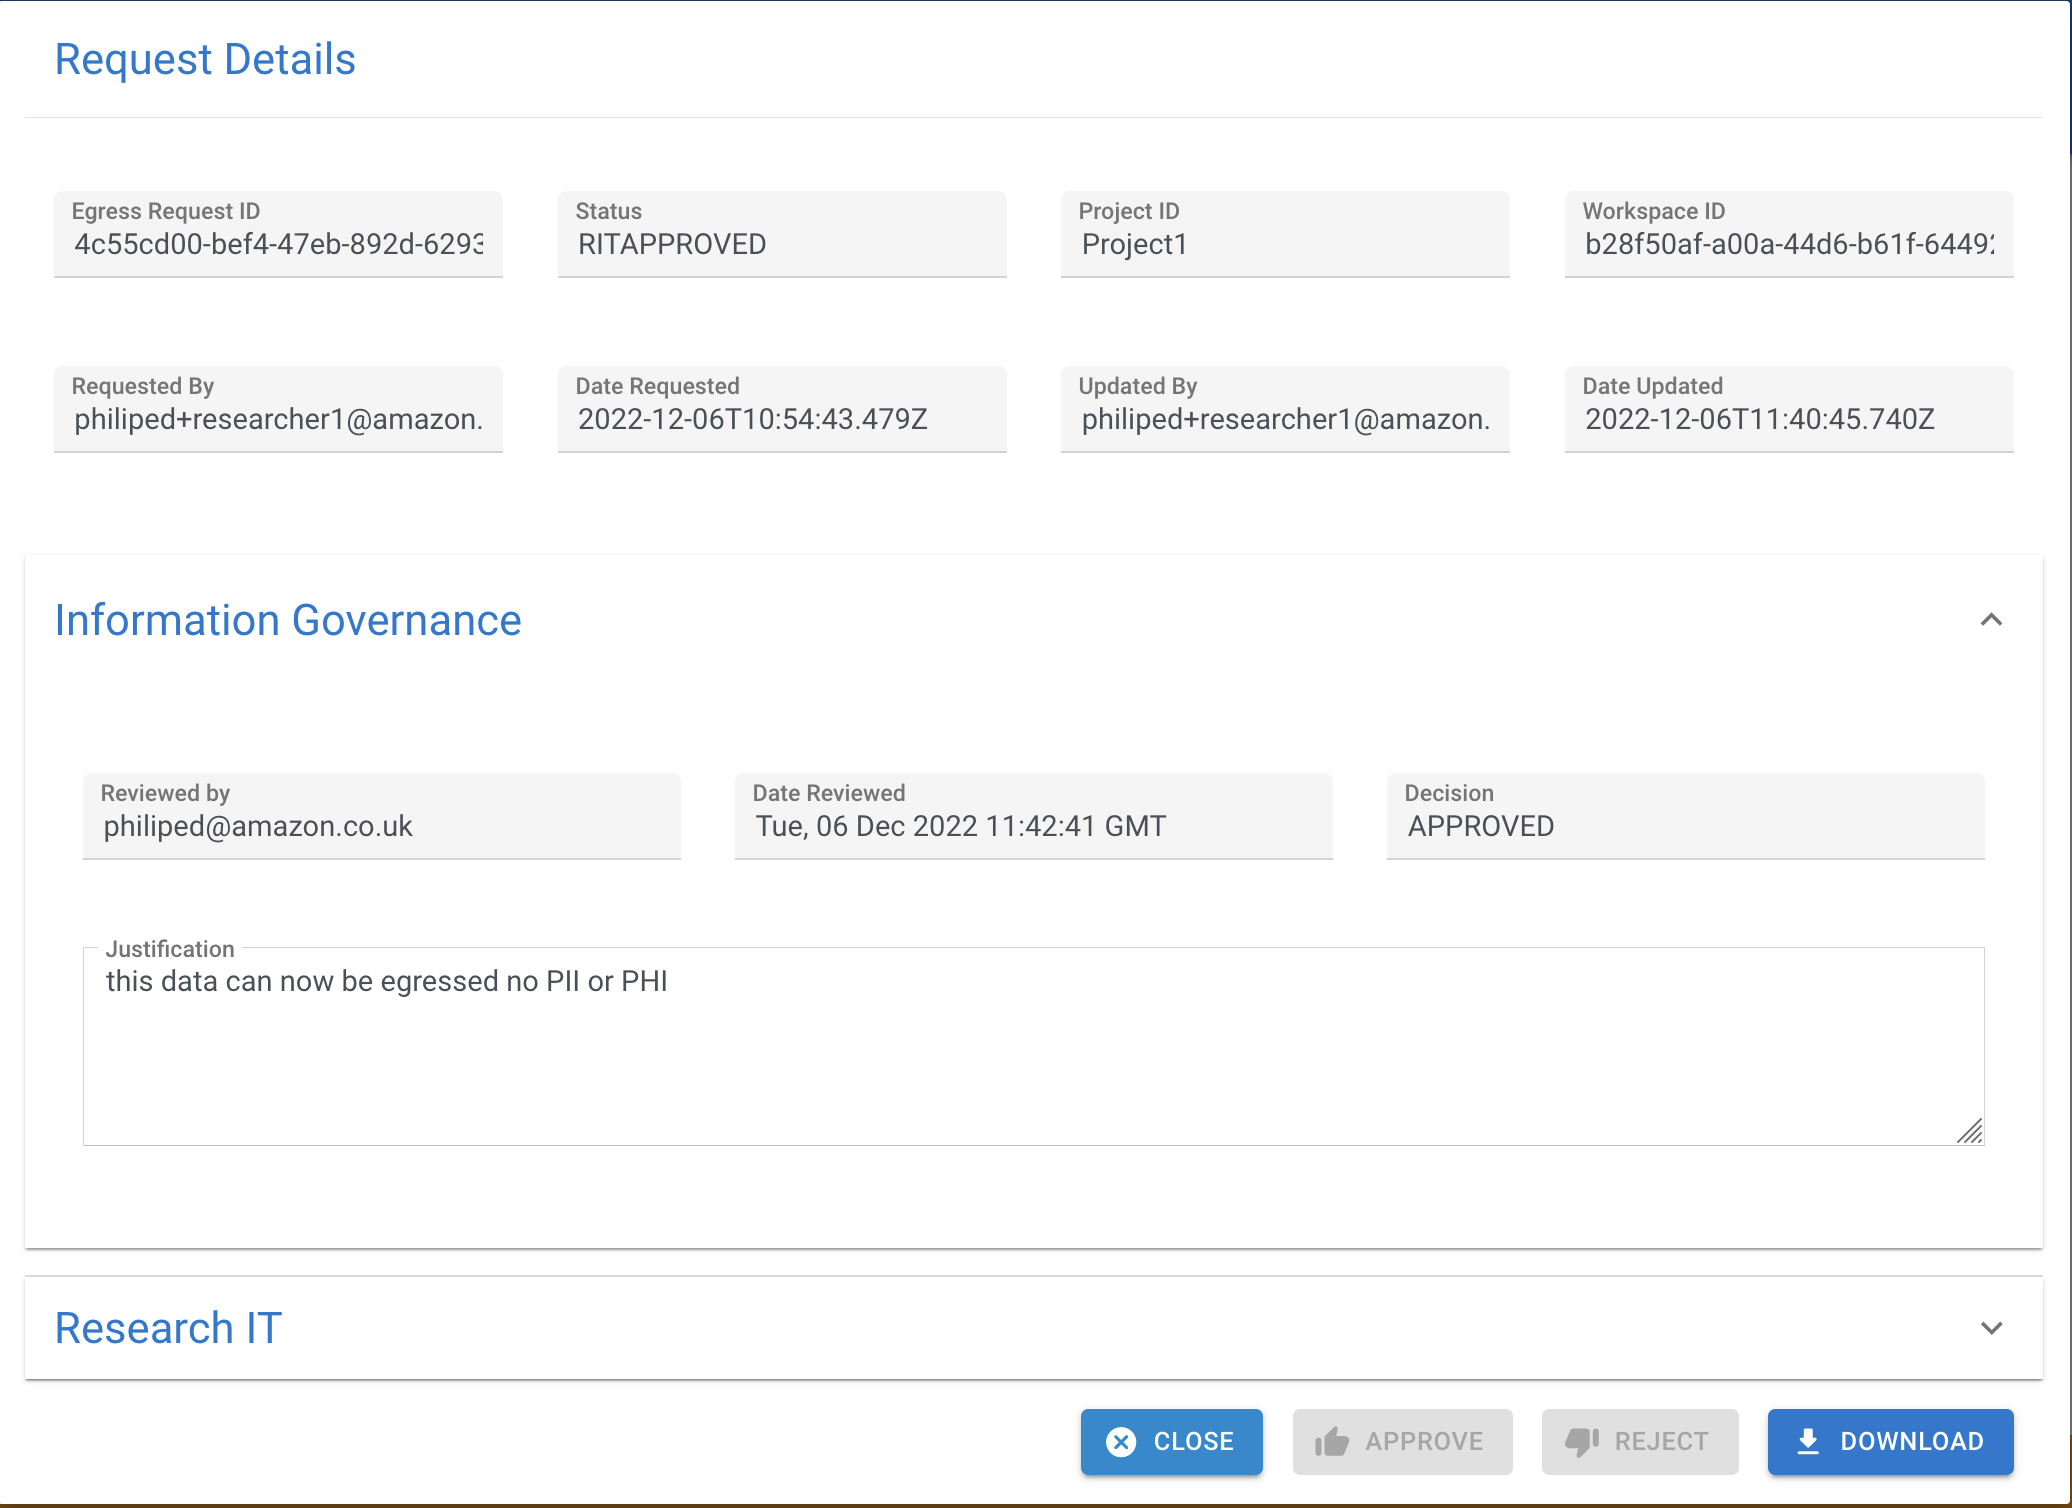 Request Details
Egress Request ID
4c55cd00-bef4-47eb-892d-6293
Status
RITAPPROVED
Project ID
Project1
Workspace ID
b28f50af-a00a-44d6-b61f-64492
Requested By
philiped+researcher1@amazon.
Date Requested
2022-12-06T10:54:43.479Z
Updated By
philiped+researcher1@amazon.
Date Updated
2022-12-06T11:40:45.740Z
Information Governance
Reviewed by
philiped@amazon.co.uk
Date Reviewed
Tue, 06 Dec 2022 11:42:41 GMT
Decision
APPROVED
Justification
this data can now be egressed no PII or PHI
Research IT
CLOSE
APPROVE
REJECT
DOWNLOAD